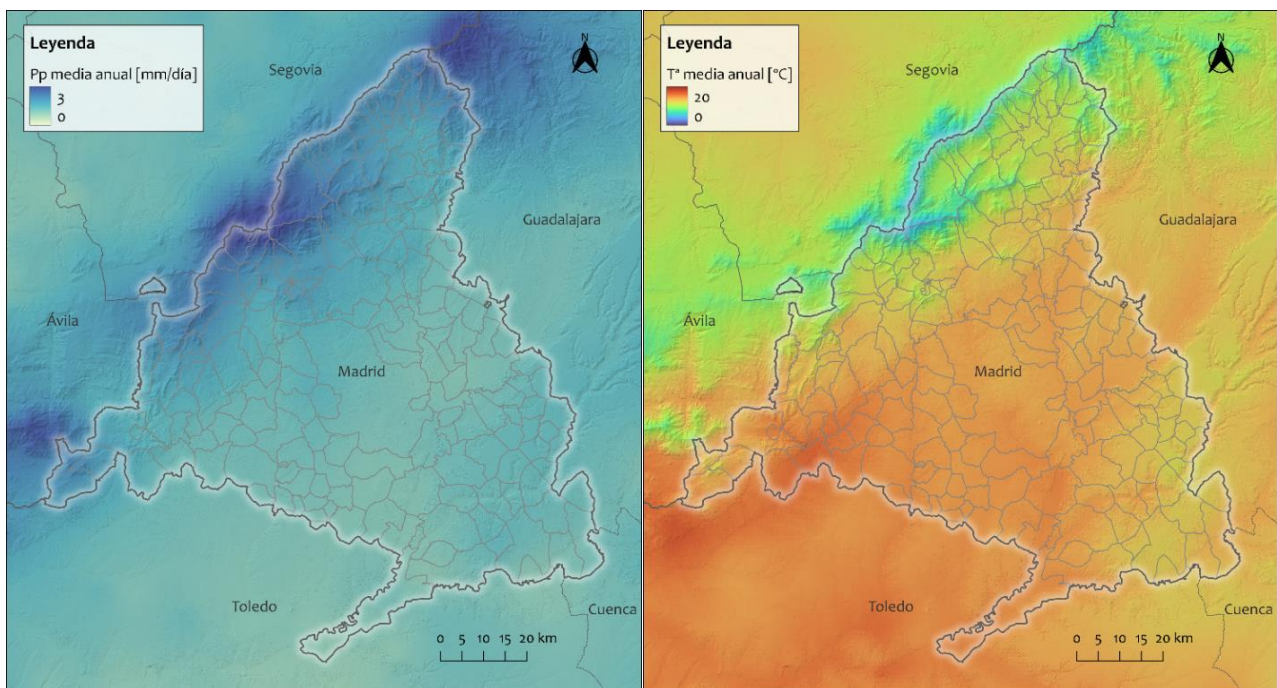 Leyenda
Pp media anual [mm/día]
3
0
N
Segovia
Guadalajara
Ávila
Madrid
Toledo
Cuenca
0 5 10 15 20 km
Leyenda
Tª media anual [°C]
20
0
N
Segovia
Guadalajara
Ávila
Madrid
Toledo
Cuenca
0 5 10 15 20 km